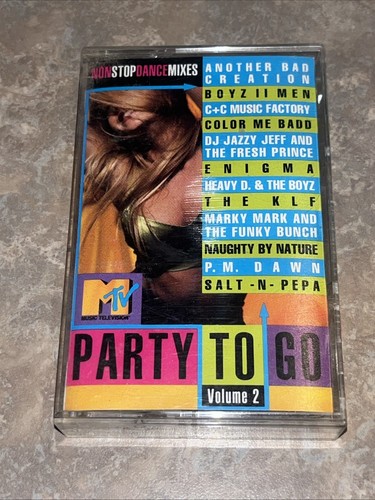 NONSTOPDANCEMIXES
ANOTHER BAD
CREATION
BOYZ II MEN
C+C MUSIC FACTORY
COLOR ME BADD
DJ JAZZY JEFF AND
THE FRESH PRINCE
ENIGMA
HEAVY D. & THE BOYZ
THE KLF
MARKY MARK AND
THE FUNKY BUNCH
NAUGHTY BY NATURE
P.M. DAWN
SALT-N-PEPA
MTV
MUSIC TELEVISION
PARTY TO GO
Volume 2